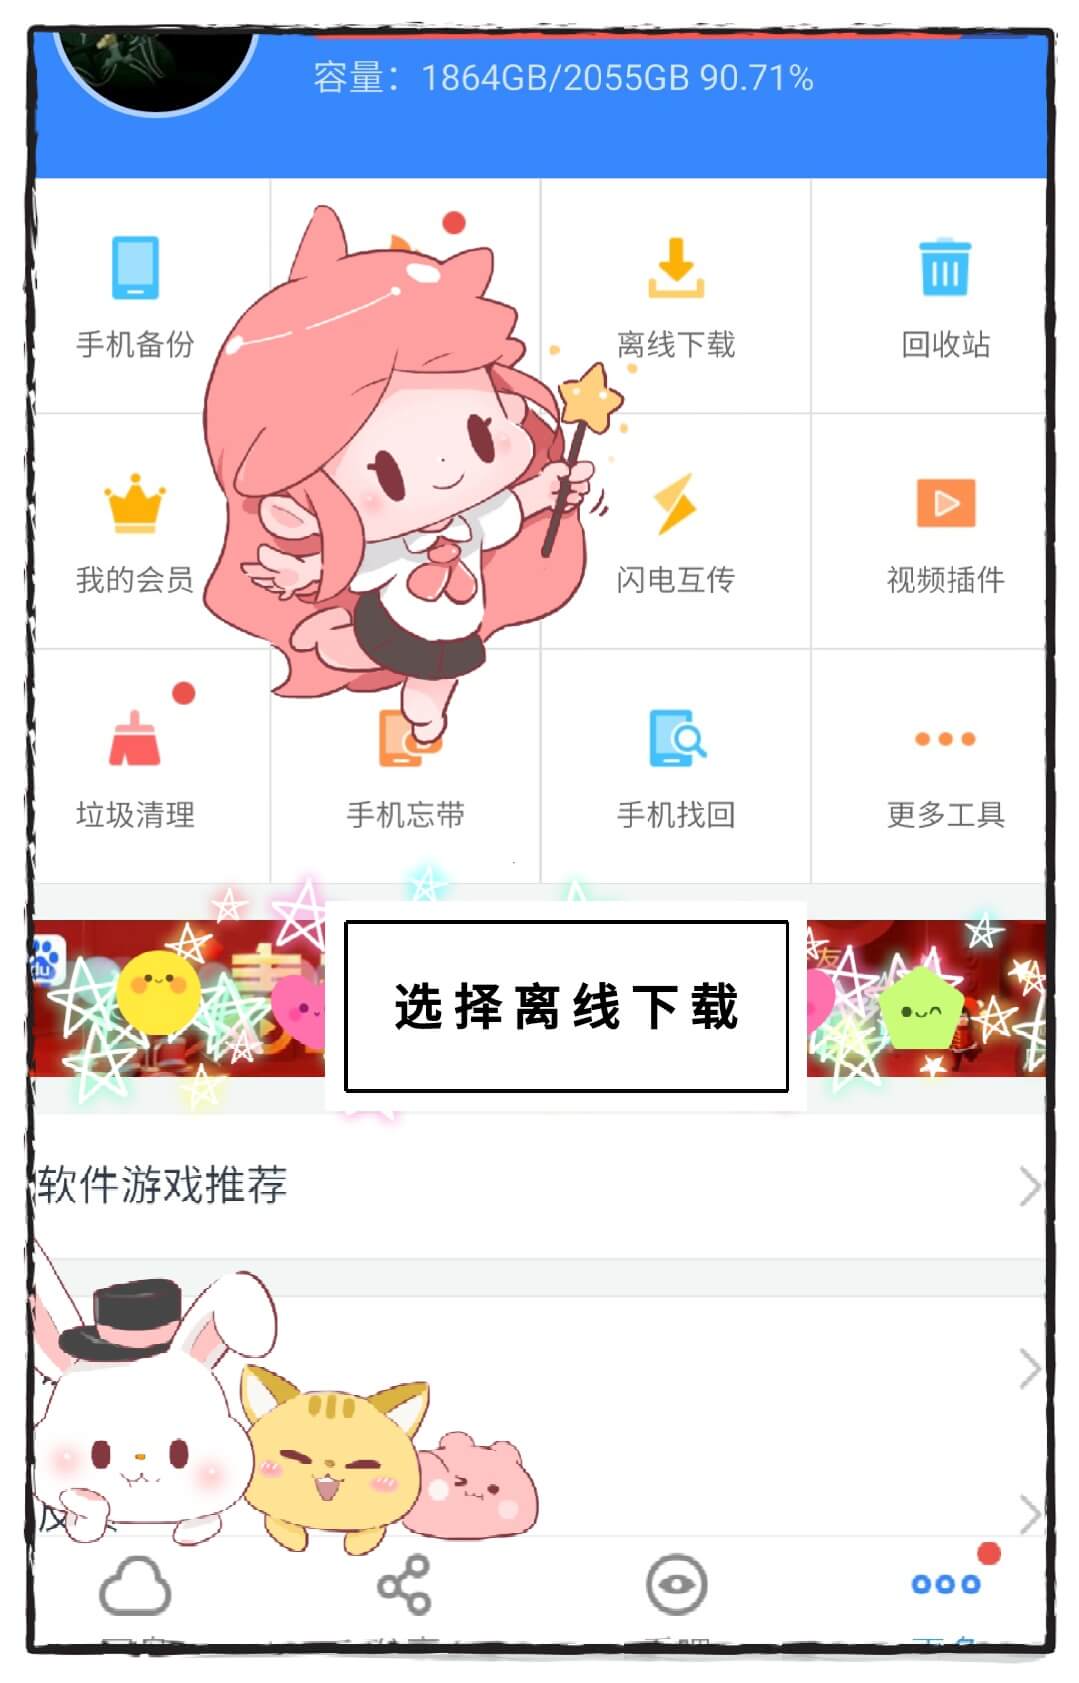 容量：1864GB/2055GB 90.71%
手机备份
离线下载
回收站
我的会员
闪电互传
视频插件
垃圾清理
手机忘带
手机找回
更多工具
du
友
选择离线下载
软件游戏推荐